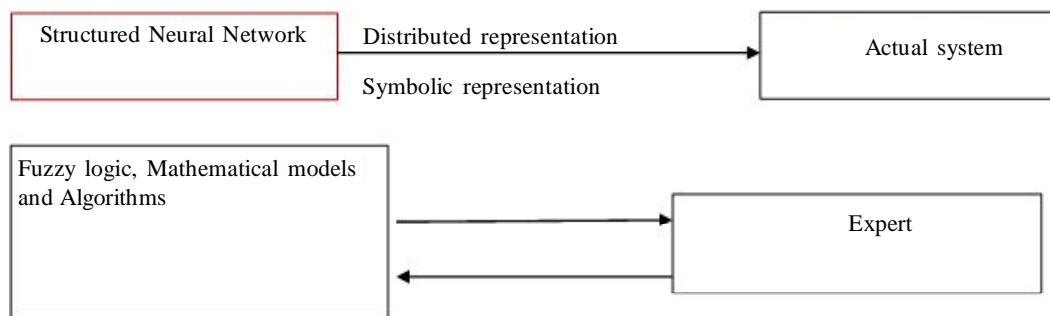 Structured Neural Network
Distributed representation
Actual system
Symbolic representation
Fuzzy logic, Mathematical models
and Algorithms
Expert